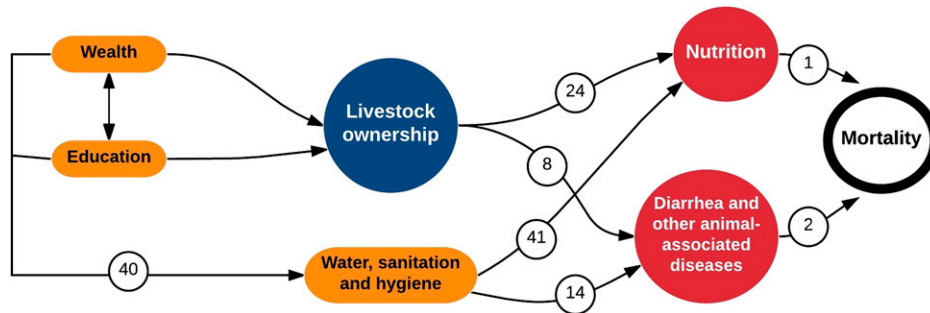 Wealth
Education
Livestock
ownership
Water, sanitation
and hygiene
40
24
8
41
14
Nutrition
Diarrhea and
other animal-
associated
diseases
1
2
Mortality